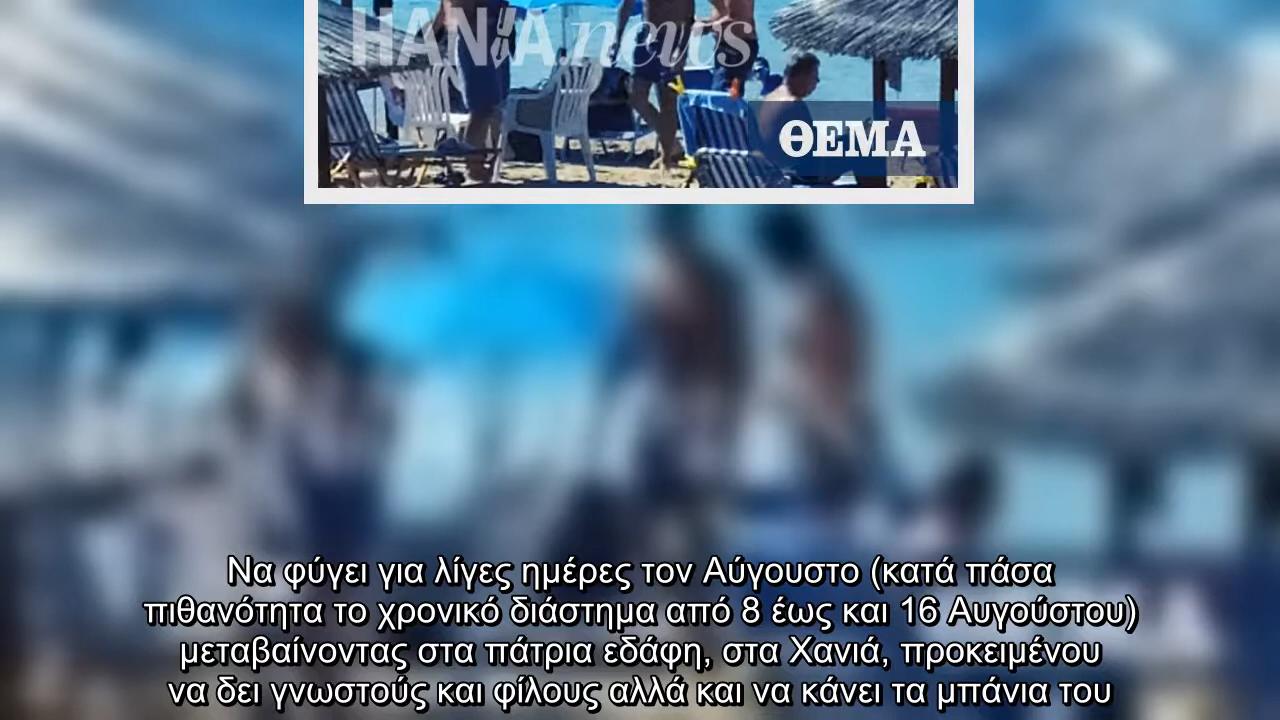 HANIA.news
ΘΕΜΑ
Να φύγει για λίγες ημέρες τον Αύγουστο (κατά πάσα
πιθανότητα το χρονικό διάστημα από 8 έως και 16 Αυγούστου)
μεταβαίνοντας στα πάτρια εδάφη, στα Χανιά, προκειμένου
να δει γνωστούς και φίλους αλλά και να κάνει τα μπάνια του